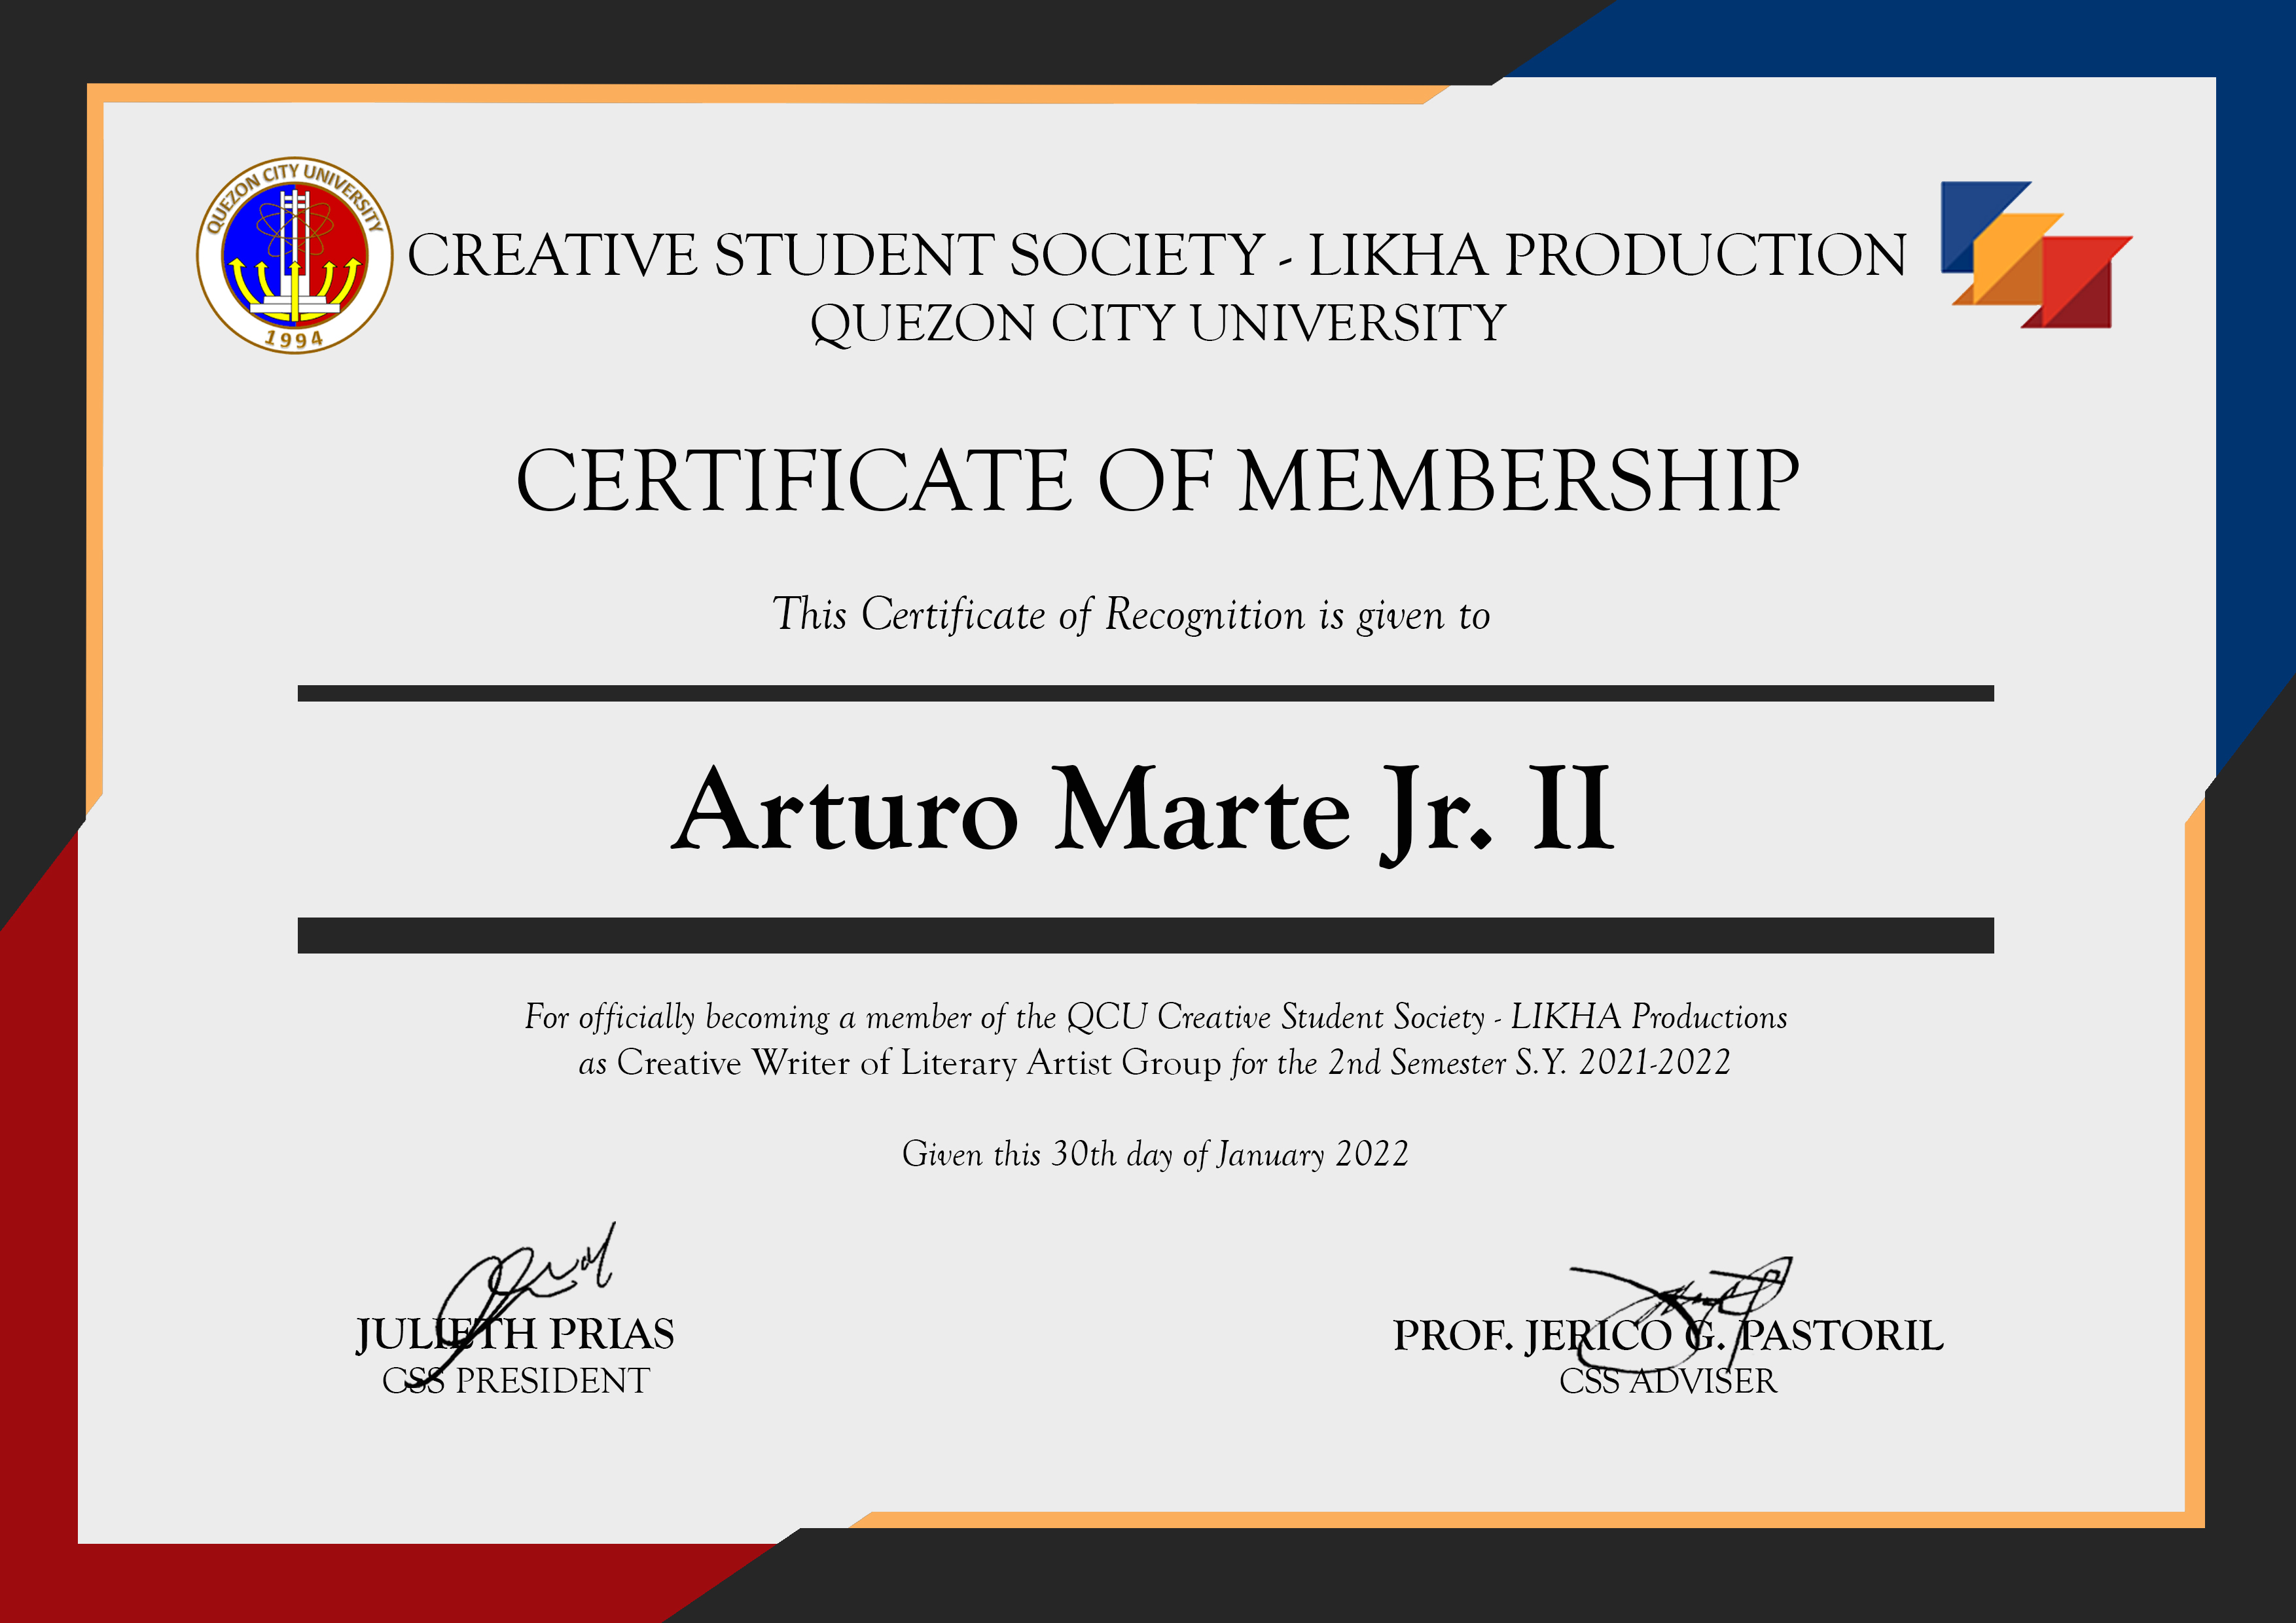 QUEZON CITY UNIVERSITY
1994
CREATIVE STUDENT SOCIETY - LIKHA PRODUCTION
QUEZON CITY UNIVERSITY
CERTIFICATE OF MEMBERSHIP
This Certificate of Recognition is given to
Arturo Marte Jr. II
For officially becoming a member of the QCU Creative Student Society - LIKHA Productions
as Creative Writer of Literary Artist Group for the 2nd Semester S.Y. 2021-2022
Given this 30th day of January 2022
JULIETH PRIAS
CSS PRESIDENT
PROF. JERICO G. PASTORIL
CSS ADVISER